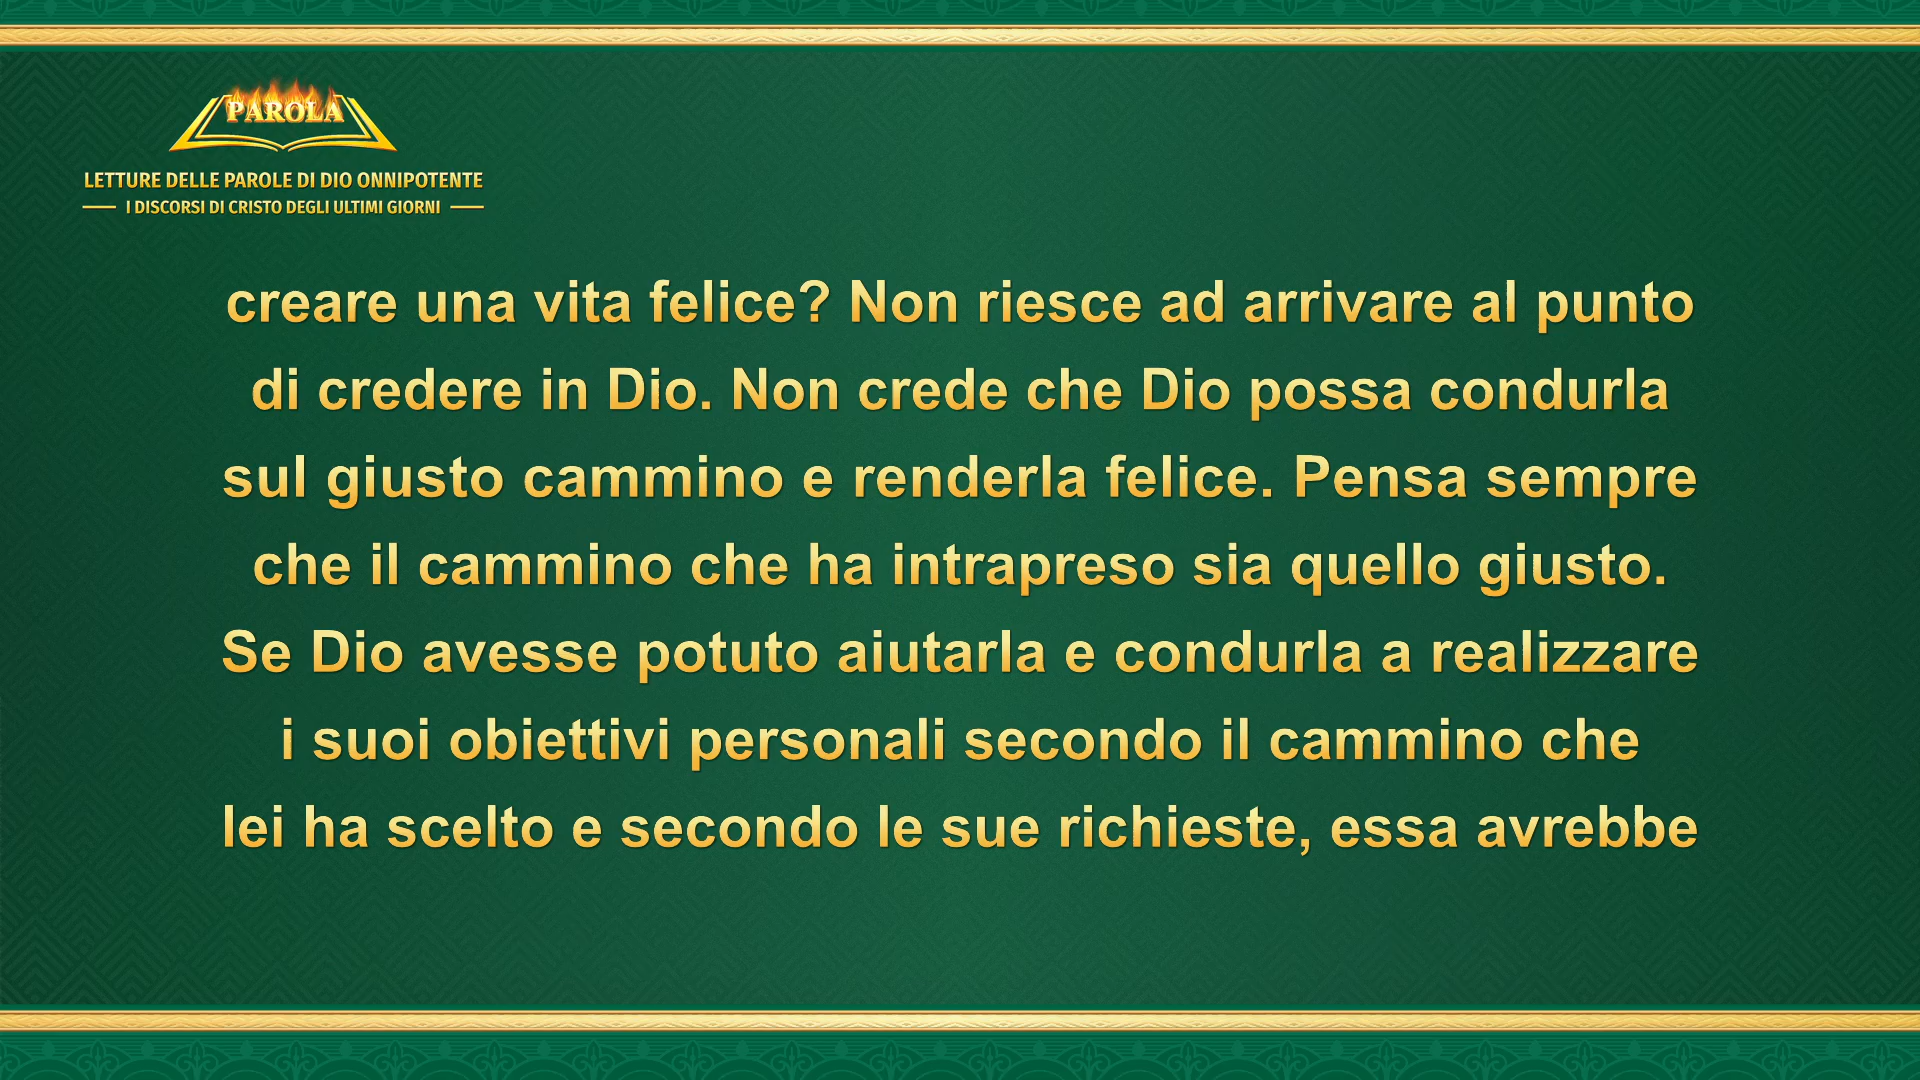 PAROLA
LETTURE DELLE PAROLE DI DIO ONNIPOTENTE
I DISCORSI DI CRISTO DEGLI ULTIMI GIORNI
creare una vita felice? Non riesce ad arrivare al punto
di credere in Dio. Non crede che Dio possa condurla
sul giusto cammino e renderla felice. Pensa sempre
che il cammino che ha intrapreso sia quello giusto.
Se Dio avesse potuto aiutarla e condurla a realizzare
i suoi obiettivi personali secondo il cammino che
lei ha scelto e secondo le sue richieste, essa avrebbe